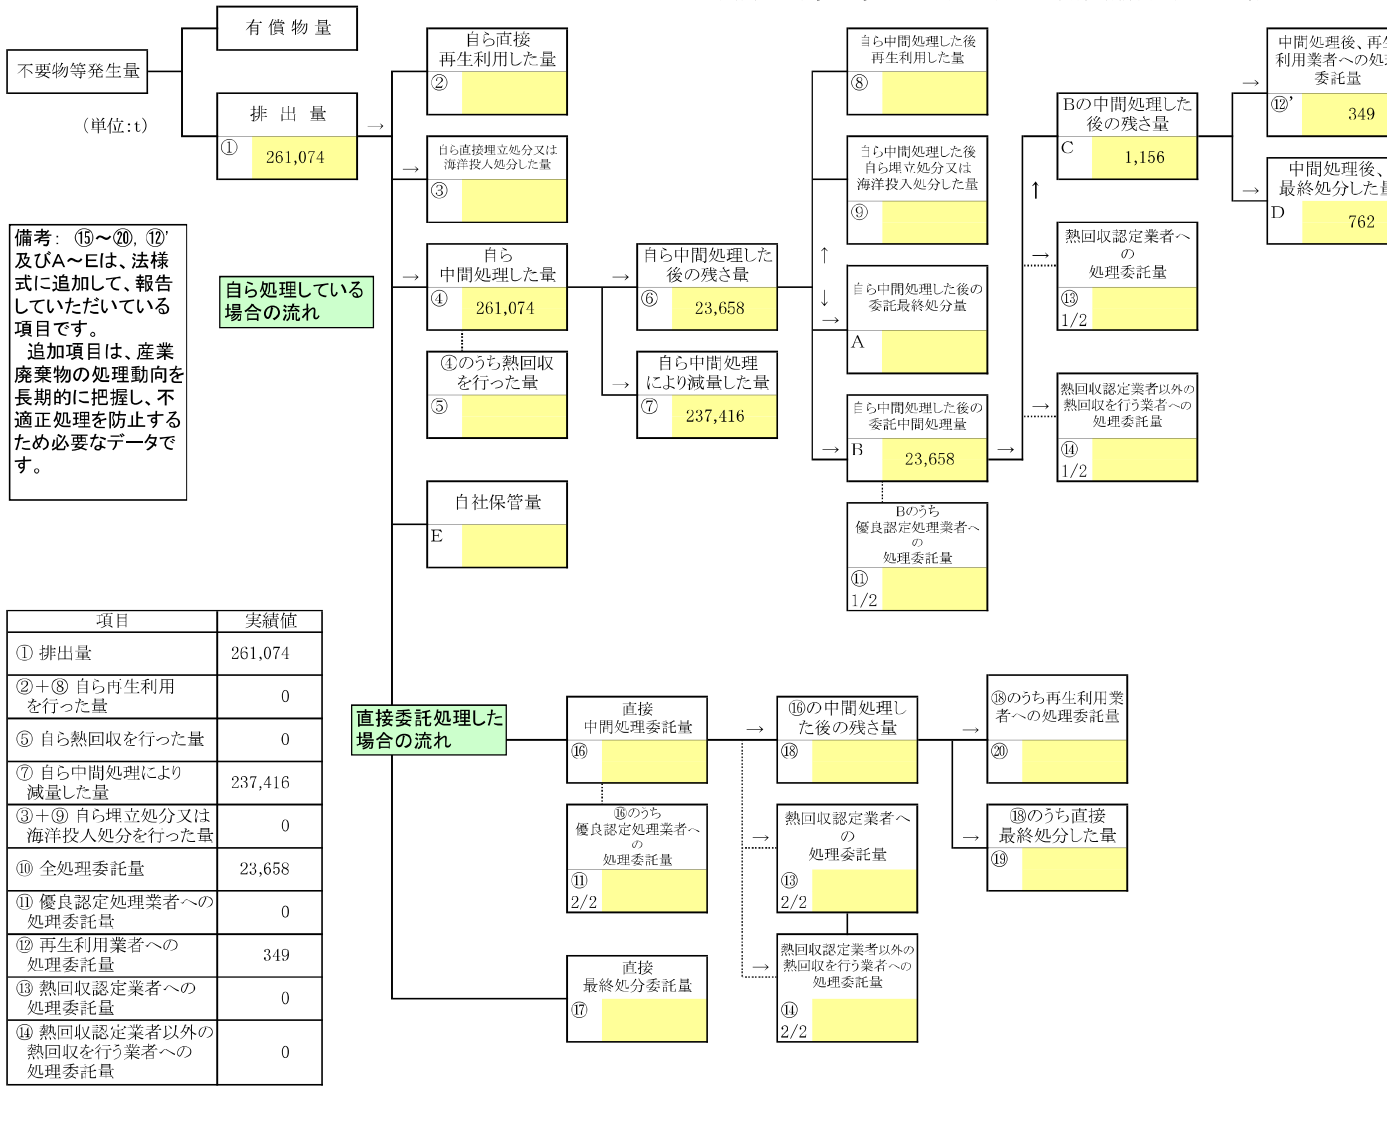 有 償 物 量
不要物等発生量
(単位:t)
排 出 量
①
261,074
→
備考: ⑮～⑳, ⑫'
及びA～Eは、法様
式に追加して、報告
していただいている
項目です。
追加項目は、産業
廃棄物の処理動向を
長期的に把握し、不
適正処理を防止する
ため必要なデータで
す。
自ら処理している
場合の流れ
自ら直接
再生利用した量
②
→
自ら直接埋立処分又は
海洋投入処分した量
③
→
自ら
中間処理した量
④
261,074
④のうち熱回収
を行った量
⑤
自社保管量
E
→
自ら中間処理した
後の残さ量
⑥
23,658
→
自ら中間処理
により減量した量
⑦
237,416
自ら中間処理した後
再生利用した量
⑧
自ら中間処理した後
自ら埋立処分又は
海洋投入処分した量
⑨
↑
↓
→
自ら中間処理した後の
委託最終処分量
A
→
自ら中間処理した後の
委託中間処理量
B
23,658
→
Bのうち
優良認定処理業者へ
の
処理委託量
⑪
1/2
Bの中間処理した
後の残さ量
C
1,156
↑
→
熱回収認定業者へ
の
処理委託量
⑬
1/2
→
熱回収認定業者以外の
熱回収を行う業者への
処理委託量
⑭
1/2
→
中間処理後、再
利用業者への処
委託量
⑫'
349
→
中間処理後、
最終処分した
D
762
項目 実績値
① 排出量 261,074
②＋⑧ 自ら再生利用
を行った量 0
⑤ 自ら熱回収を行った量 0
⑦ 自ら中間処理により
減量した量 237,416
③＋⑨ 自ら埋立処分又は
海洋投入処分を行った量 0
⑩ 全処理委託量 23,658
⑪ 優良認定処理業者への
処理委託量 0
⑫ 再生利用業者への
処理委託量 349
⑬ 熱回収認定業者への
処理委託量 0
⑭ 熱回収認定業者以外の
熱回収を行う業者への
処理委託量 0
直接委託処理した
場合の流れ
直接
中間処理委託量
⑯
⑯のうち
優良認定処理業者へ
の
処理委託量
⑪
2/2
直接
最終処分委託量
⑰
→
⑯の中間処理し
た後の残さ量
⑱
→
熱回収認定業者へ
の
処理委託量
⑬
2/2
→
熱回収認定業者以外の
熱回収を行う業者への
処理委託量
⑭
2/2
→
⑱のうち再生利用業
者への処理委託量
⑳
→
⑱のうち直接
最終処分した量
⑲